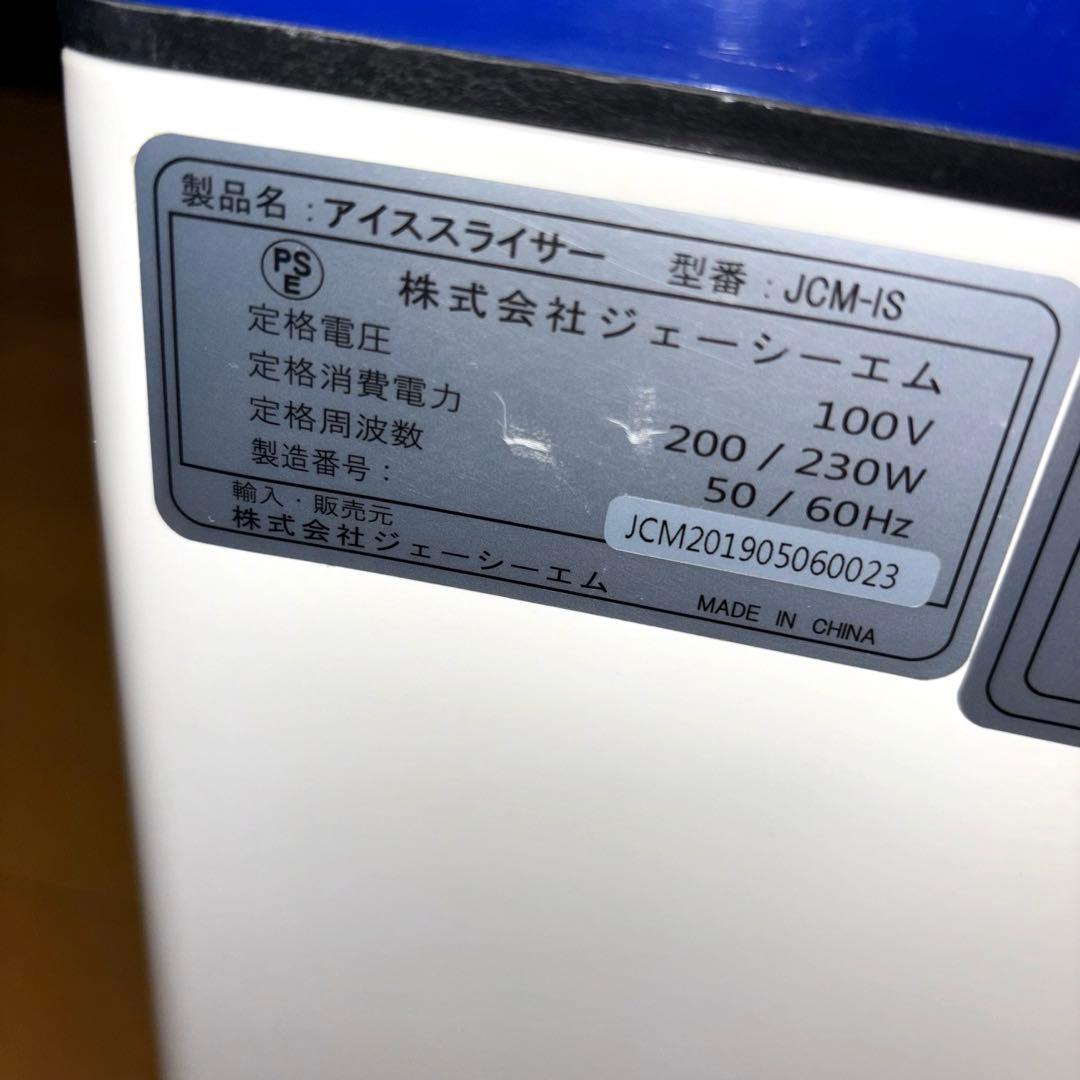 製品名：アイススライサー　型番：JCM-IS
PSE
株式会社ジェーシーエム
定格電圧 100V
定格消費電力 200 / 230W
定格周波数 50 / 60Hz
製造番号： JCM201905060023
輸入・販売元
株式会社ジェーシーエム
MADE IN CHINA